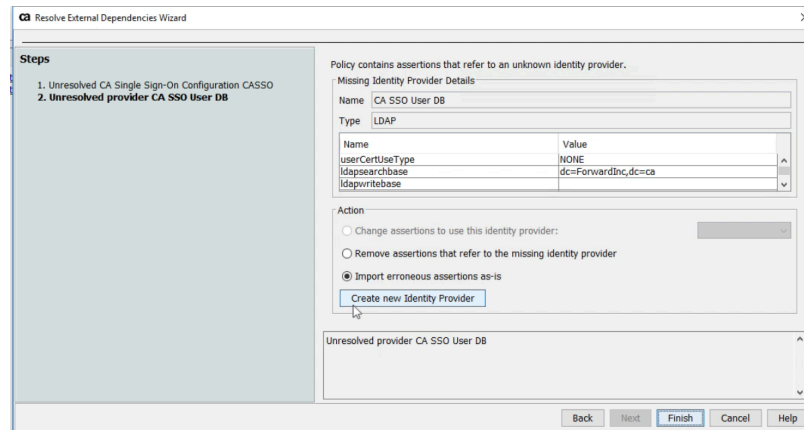 ca Resolve External Dependencies Wizard
Steps
1. Unresolved CA Single Sign-On Configuration CASSO
2. Unresolved provider CA SSO User DB
Policy contains assertions that refer to an unknown identity provider.
Missing Identity Provider Details
Name CA SSO User DB
Type LDAP
Name Value
userCertUseType NONE
ldapsearchbase dc=ForwardInc,dc=ca
ldapwritebase
Action
Change assertions to use this identity provider:
Remove assertions that refer to the missing identity provider
Import erroneous assertions as-is
Create new Identity Provider
Unresolved provider CA SSO User DB
Back Next Finish Cancel Help